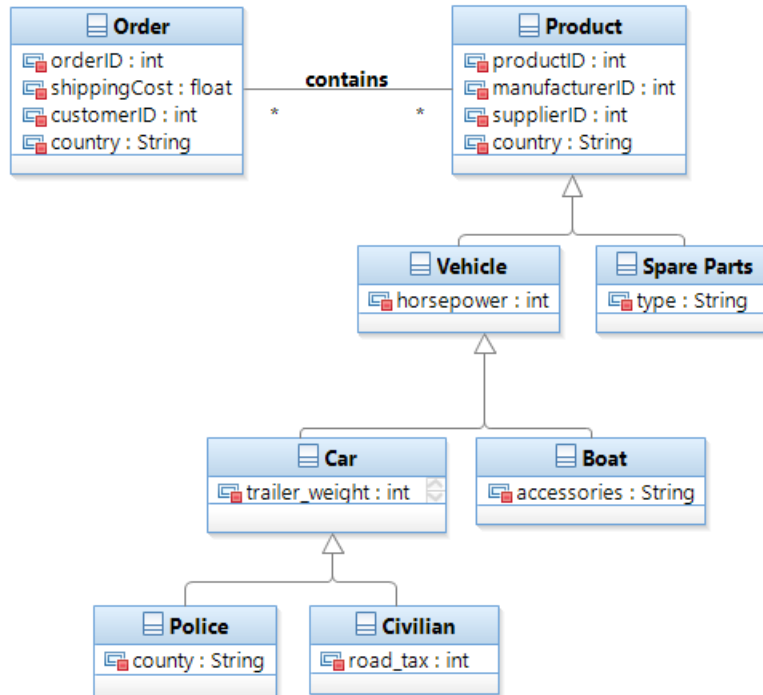 Order
orderID : int
shippingCost : float
customerID : int
country : String
contains
*
*
Product
productID : int
manufacturerID : int
supplierID : int
country : String
Vehicle
horsepower : int
Spare Parts
type : String
Car
trailer_weight : int
Boat
accessories : String
Police
county : String
Civilian
road_tax : int